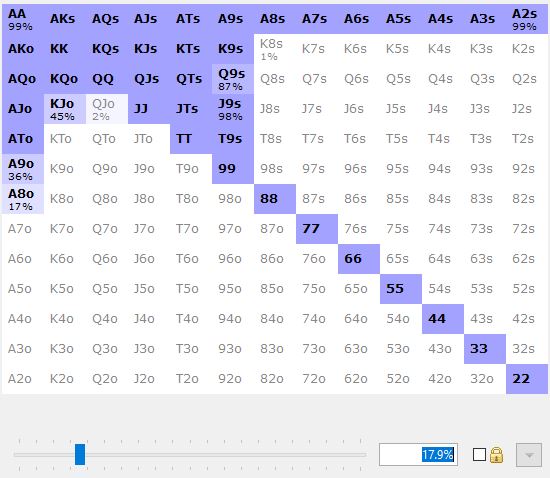 AA AKs AQs AJs ATs A9s A8s A7s A6s A5s A4s A3s A2s
99% 99%
AKo KK KQs KJs KTs K9s K8s K7s K6s K5s K4s K3s K2s
1%
AQo KQo QQ QJs QTs Q9s Q8s Q7s Q6s Q5s Q4s Q3s Q2s
87%
AJo KJo QJo JJ JTs J9s J8s J7s J6s J5s J4s J3s J2s
45% 2% 98%
ATo KTo QTo JTo TT T9s T8s T7s T6s T5s T4s T3s T2s
A9o K9o Q9o J9o T9o 99 98s 97s 96s 95s 94s 93s 92s
36%
A8o K8o Q8o J8o T8o 98o 88 87s 86s 85s 84s 83s 82s
17%
A7o K7o Q7o J7o T7o 97o 87o 77 76s 75s 74s 73s 72s
A6o K6o Q6o J6o T6o 96o 86o 76o 66 65s 64s 63s 62s
A5o K5o Q5o J5o T5o 95o 85o 75o 65o 55 54s 53s 52s
A4o K4o Q4o J4o T4o 94o 84o 74o 64o 54o 44 43s 42s
A3o K3o Q3o J3o T3o 93o 83o 73o 63o 53o 43o 33 32s
A2o K2o Q2o J2o T2o 92o 82o 72o 62o 52o 42o 32o 22
17.9%